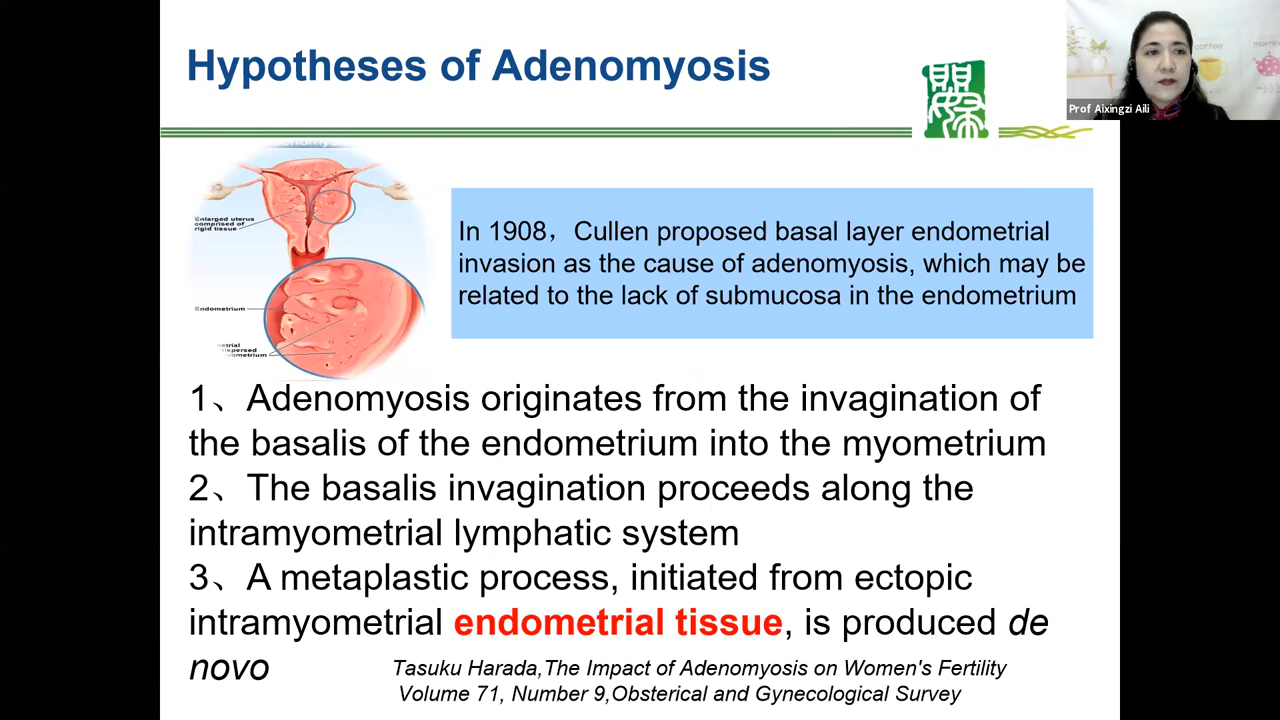 Hypotheses of Adenomyosis
coffea
Prof Aixingzi Aili
Enlarged uterus
comprised of
rigid tissue
In 1908，Cullen proposed basal layer endometrial
invasion as the cause of adenomyosis, which may be
related to the lack of submucosa in the endometrium
Endometrium
1、Adenomyosis originates from the invagination of
the basalis of the endometrium into the myometrium
2、The basalis invagination proceeds along the
intramyometrial lymphatic system
3、A metaplastic process, initiated from ectopic
intramyometrial endometrial tissue, is produced de
novo
Tasuku Harada,The Impact of Adenomyosis on Women's Fertility
Volume 71, Number 9,Obsterical and Gynecological Survey